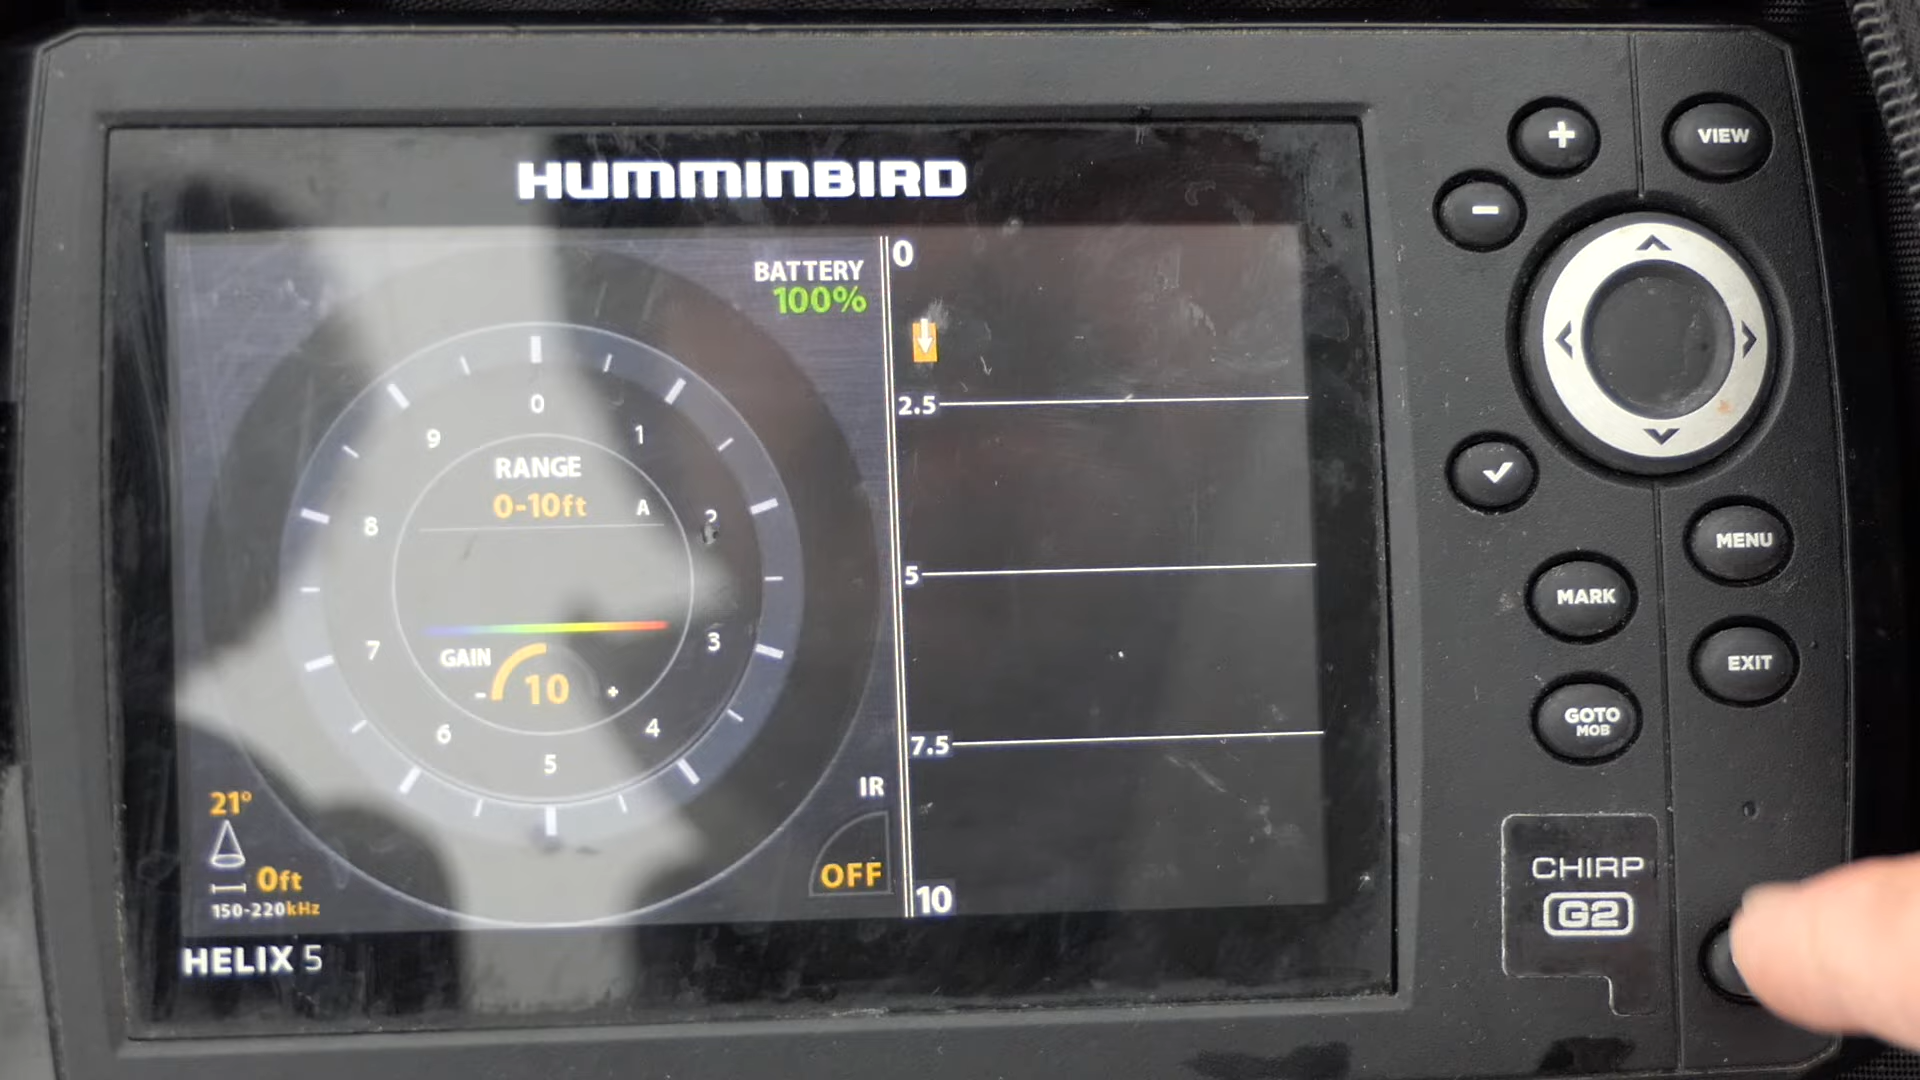 HUMMINBIRD
BATTERY
100%
0
9
1
8
2
7
3
6
4
5
RANGE
0-10ft
A
GAIN
- 10 +
21°
0ft
150-220kHz
IR
OFF
0
2.5
5
7.5
10
HELIX 5
+
-
VIEW
MENU
MARK
EXIT
GOTO
MOB
CHIRP
G2